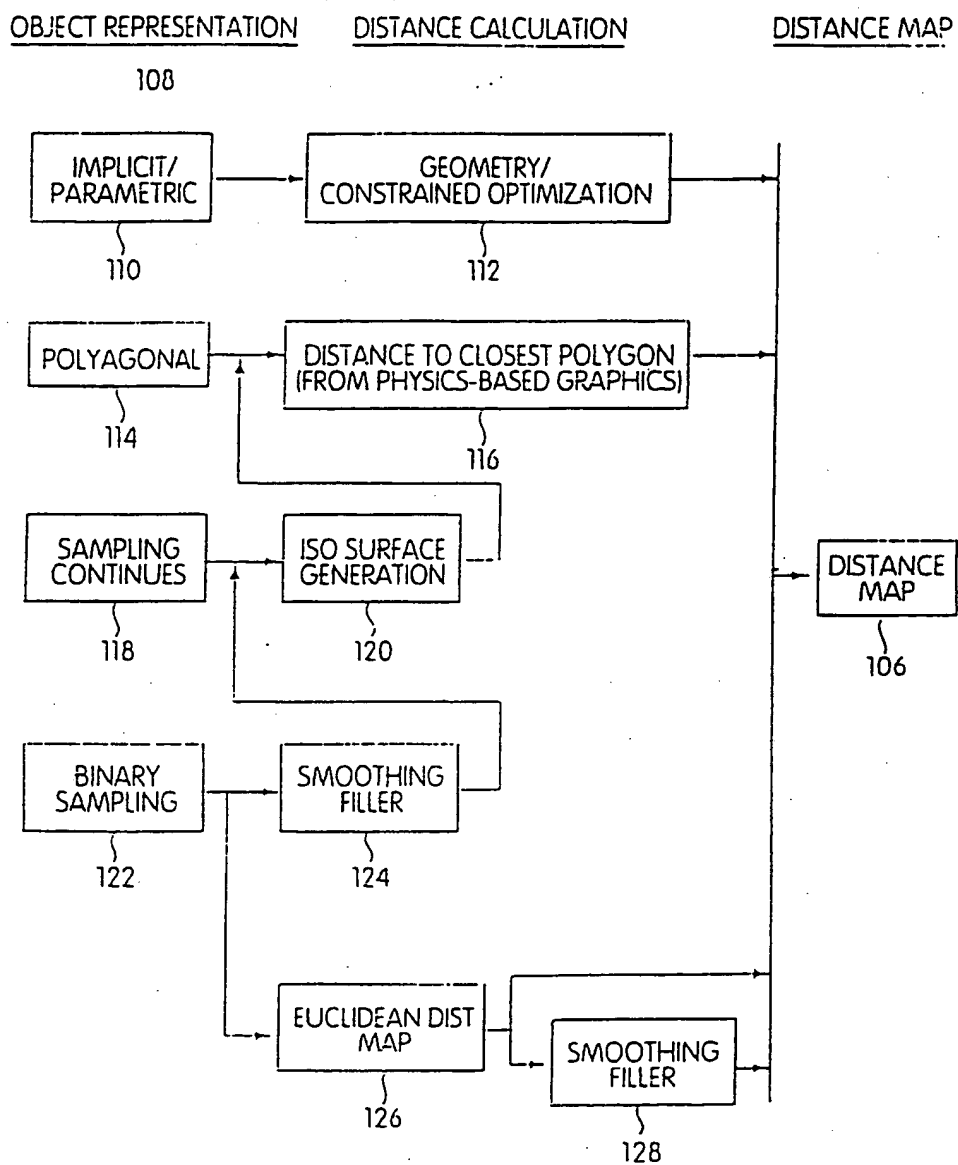 OBJECT REPRESENTATION
DISTANCE CALCULATION
DISTANCE MAP
108
IMPLICIT/
PARAMETRIC
110
GEOMETRY/
CONSTRAINED OPTIMIZATION
112
POLYAGONAL
114
DISTANCE TO CLOSEST POLYGON
(FROM PHYSICS-BASED GRAPHICS)
116
SAMPLING
CONTINUES
118
ISO SURFACE
GENERATION
120
DISTANCE
MAP
106
BINARY
SAMPLING
122
SMOOTHING
FILLER
124
EUCLIDEAN DIST
MAP
126
SMOOTHING
FILLER
128